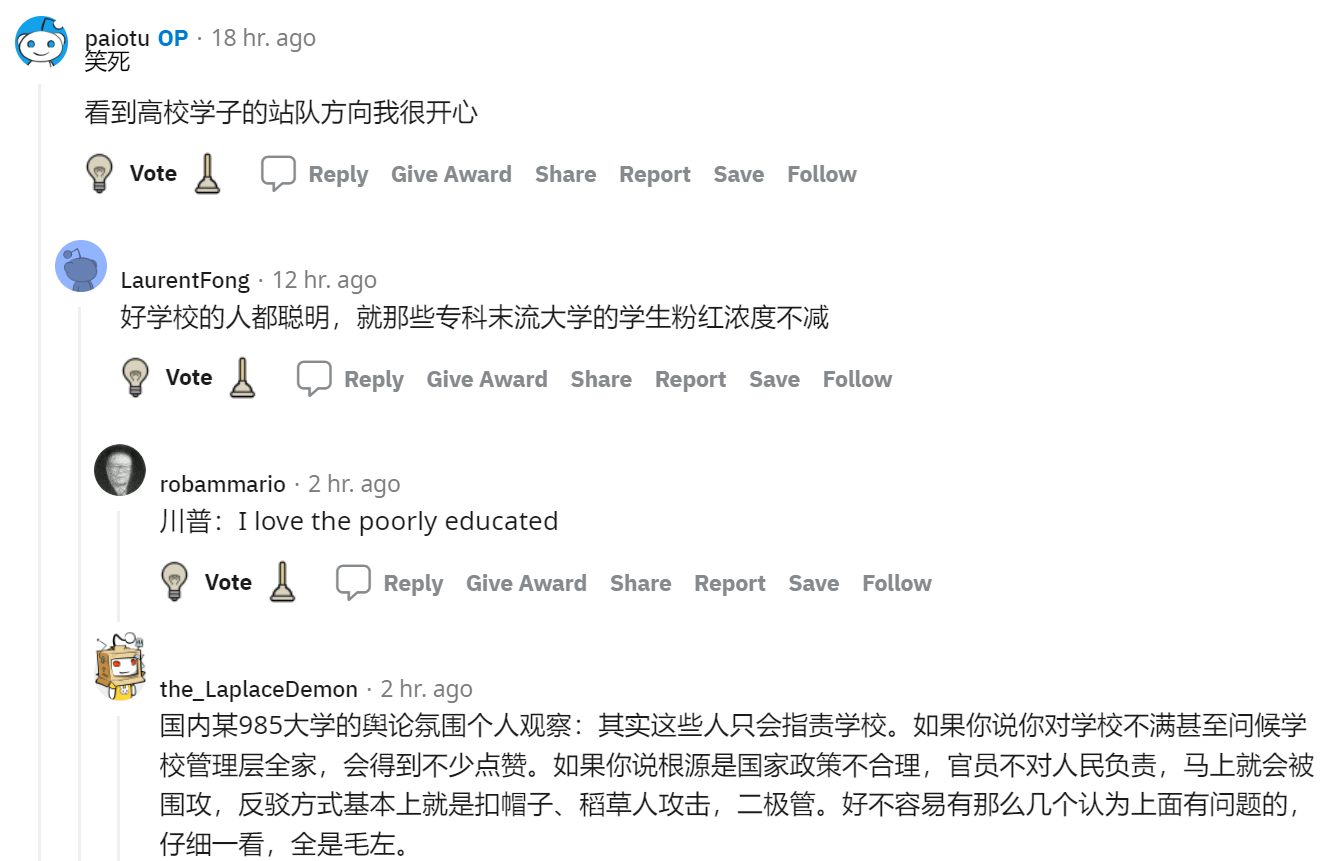 paiotu OP · 18 hr. ago
笑死
看到高校学子的站队方向我很开心
Vote Reply Give Award Share Report Save Follow
LaurentFong · 12 hr. ago
好学校的人都聪明，就那些专科末流大学的学生粉红浓度不减
Vote Reply Give Award Share Report Save Follow
robammario · 2 hr. ago
川普：I love the poorly educated
Vote Reply Give Award Share Report Save Follow
the_LaplaceDemon · 2 hr. ago
国内某985大学的舆论氛围个人观察：其实这些人只会指责学校。如果你说你对学校不满甚至问候学
校管理层全家，会得到不少点赞。如果你说根源是国家政策不合理，官员不对人民负责，马上就会被
围攻，反驳方式基本上就是扣帽子、稻草人攻击，二极管。好不容易有那么几个认为上面有问题的，
仔细一看，全是毛左。